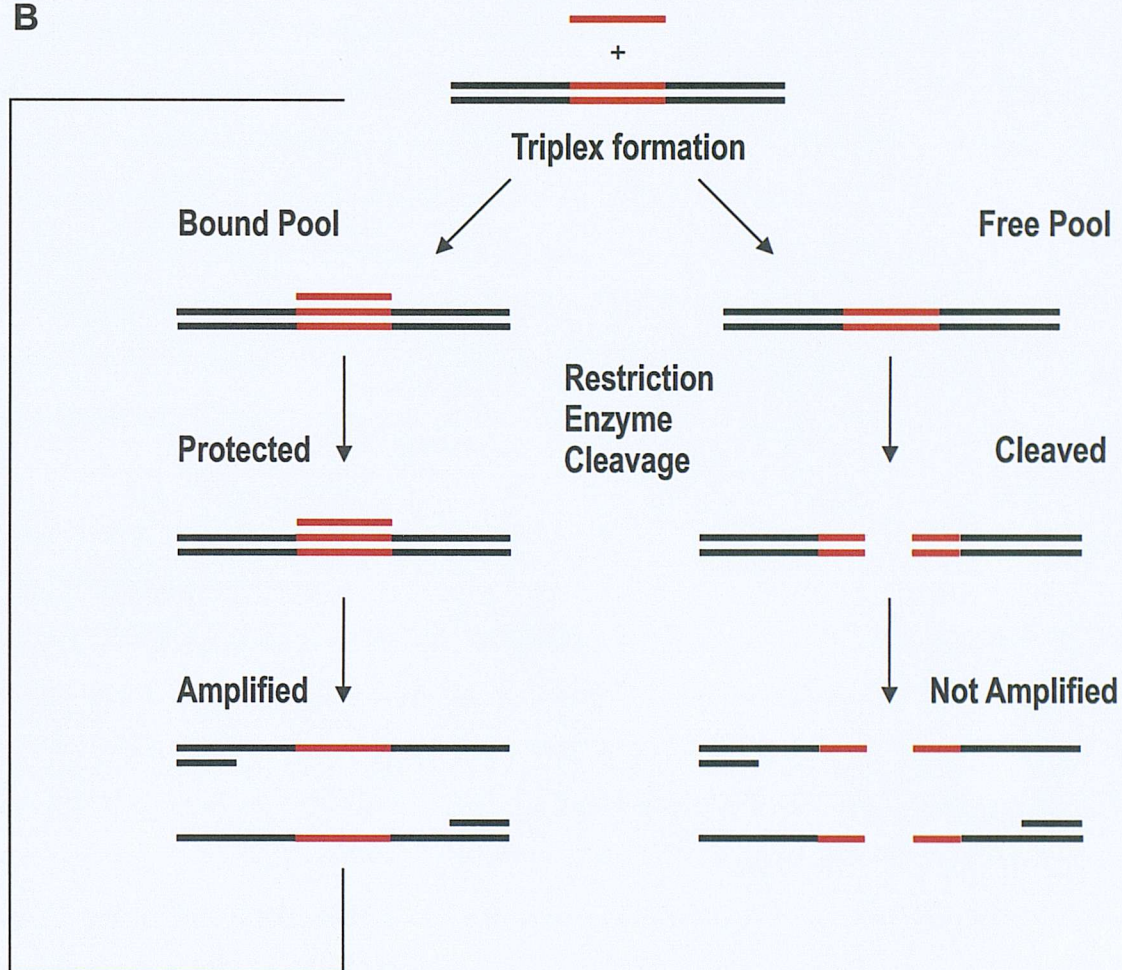 B
+
Triplex formation
Bound Pool
Free Pool
Restriction
Enzyme
Cleavage
Protected
Cleaved
Amplified
Not Amplified